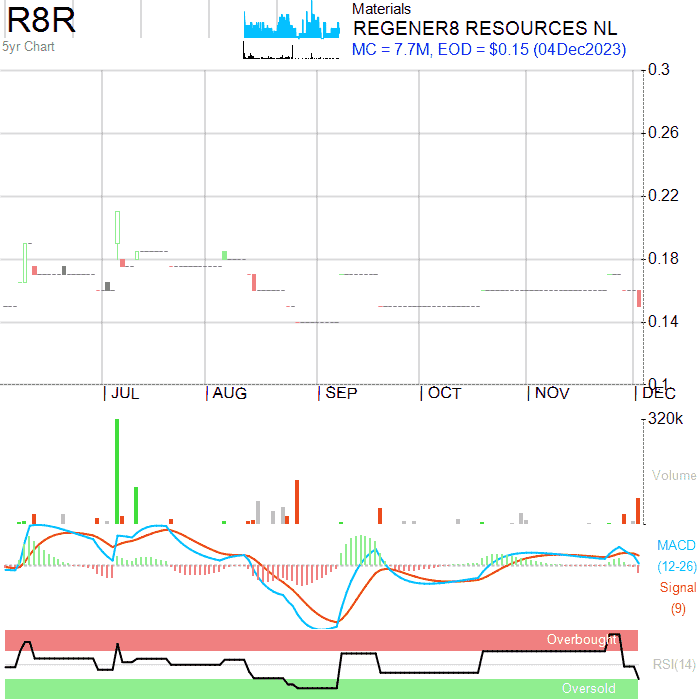 R8R
5yr Chart
Materials
REGENER8 RESOURCES NL
MC = 7.7M, EOD = $0.15 (04Dec2023)
0.3
0.26
0.22
0.18
0.14
0.1
JUL AUG SEP OCT NOV DEC
320k
Volume
MACD
(12-26)
Signal
(9)
Overbought
RSI(14)
Oversold